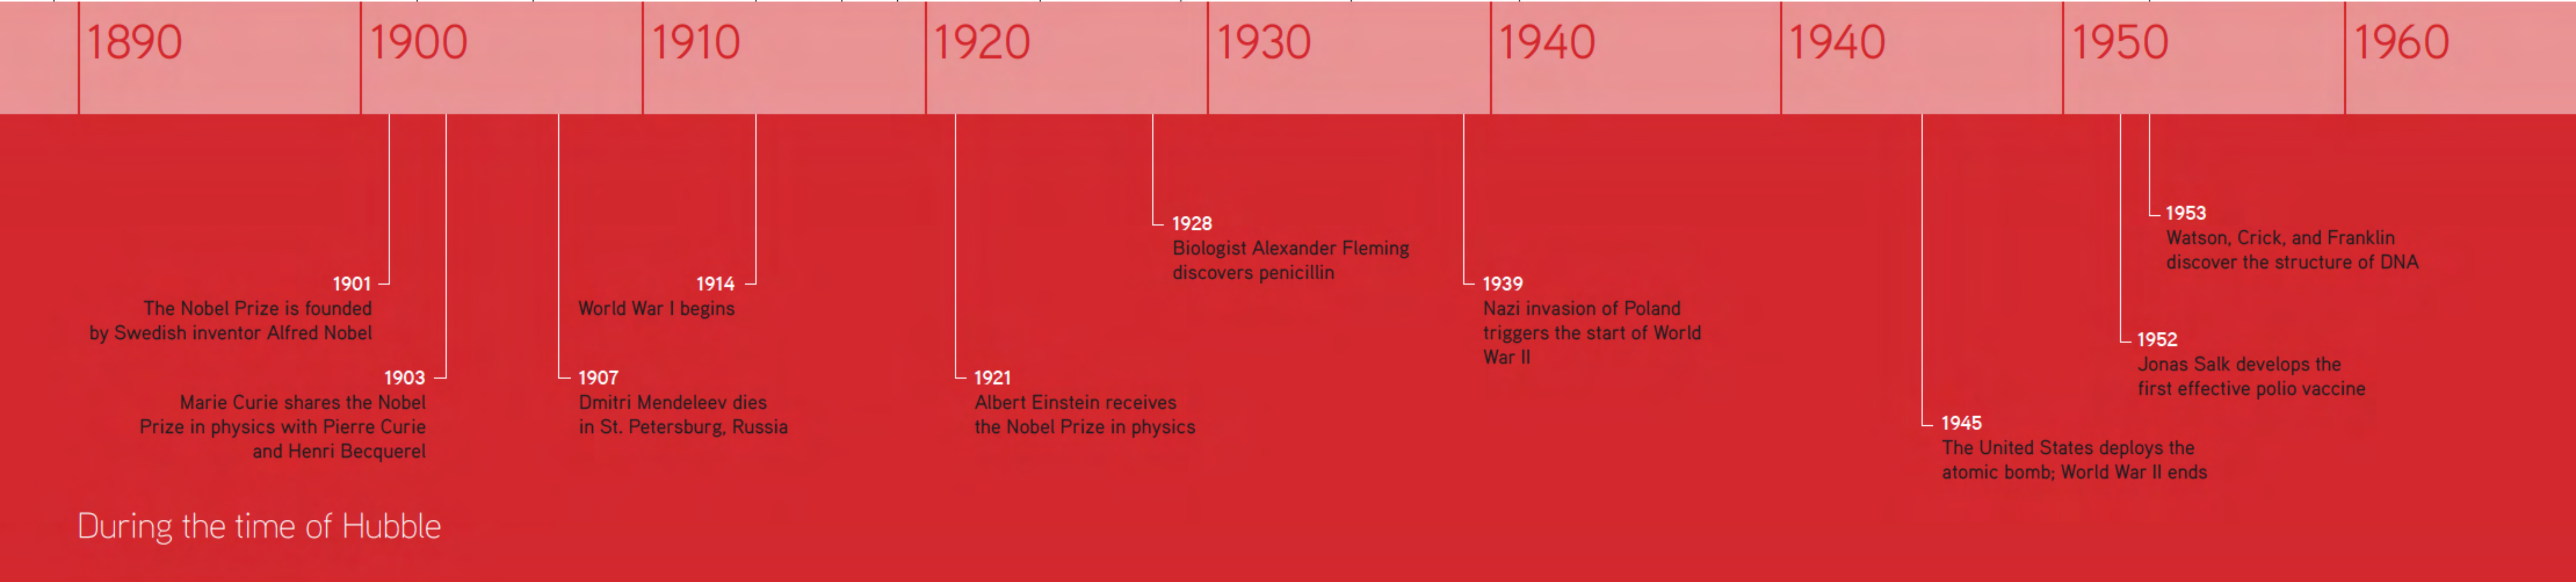 1890
1900
1910
1920
1930
1940
1940
1950
1960
1901
The Nobel Prize is founded
by Swedish inventor Alfred Nobel
1903
Marie Curie shares the Nobel
Prize in physics with Pierre Curie
and Henri Becquerel
1907
Dmitri Mendeleev dies
in St. Petersburg, Russia
1914
World War I begins
1921
Albert Einstein receives
the Nobel Prize in physics
1928
Biologist Alexander Fleming
discovers penicillin
1939
Nazi invasion of Poland
triggers the start of World
War II
1945
The United States deploys the
atomic bomb; World War II ends
1952
Jonas Salk develops the
first effective polio vaccine
1953
Watson, Crick, and Franklin
discover the structure of DNA
During the time of Hubble